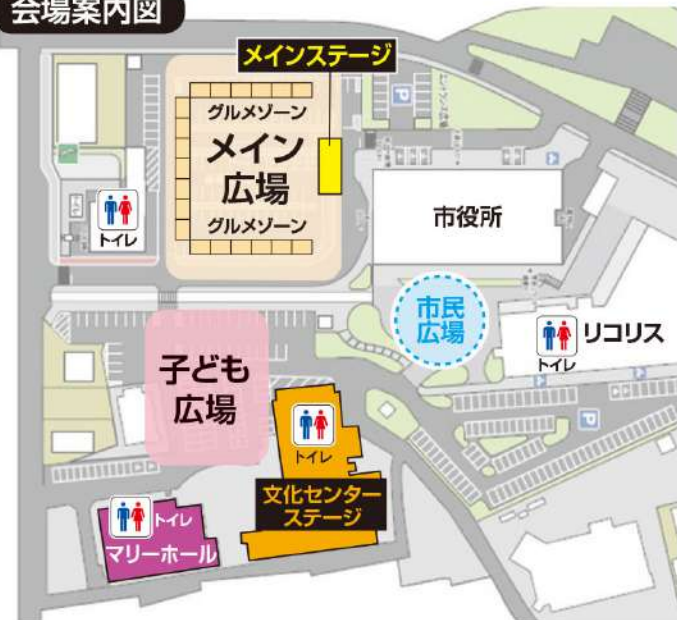 会場案内図
メインステージ
グルメゾーン
メイン
広場
グルメゾーン
P
市役所
トイレ
市民
広場
リコリス
トイレ
子ども
広場
トイレ
P
文化センター
ステージ
トイレ
マリーホール